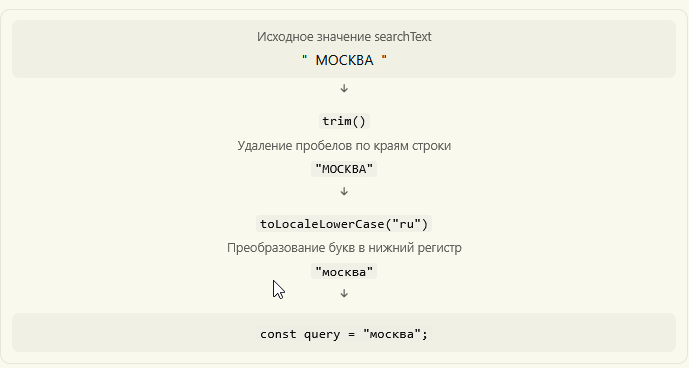 Исходное значение searchText
" МОСКВА "
↓
trim()
Удаление пробелов по краям строки
"МОСКВА"
↓
toLocaleLowerCase("ru")
Преобразование букв в нижний регистр
"москва"
↓
const query = "москва";